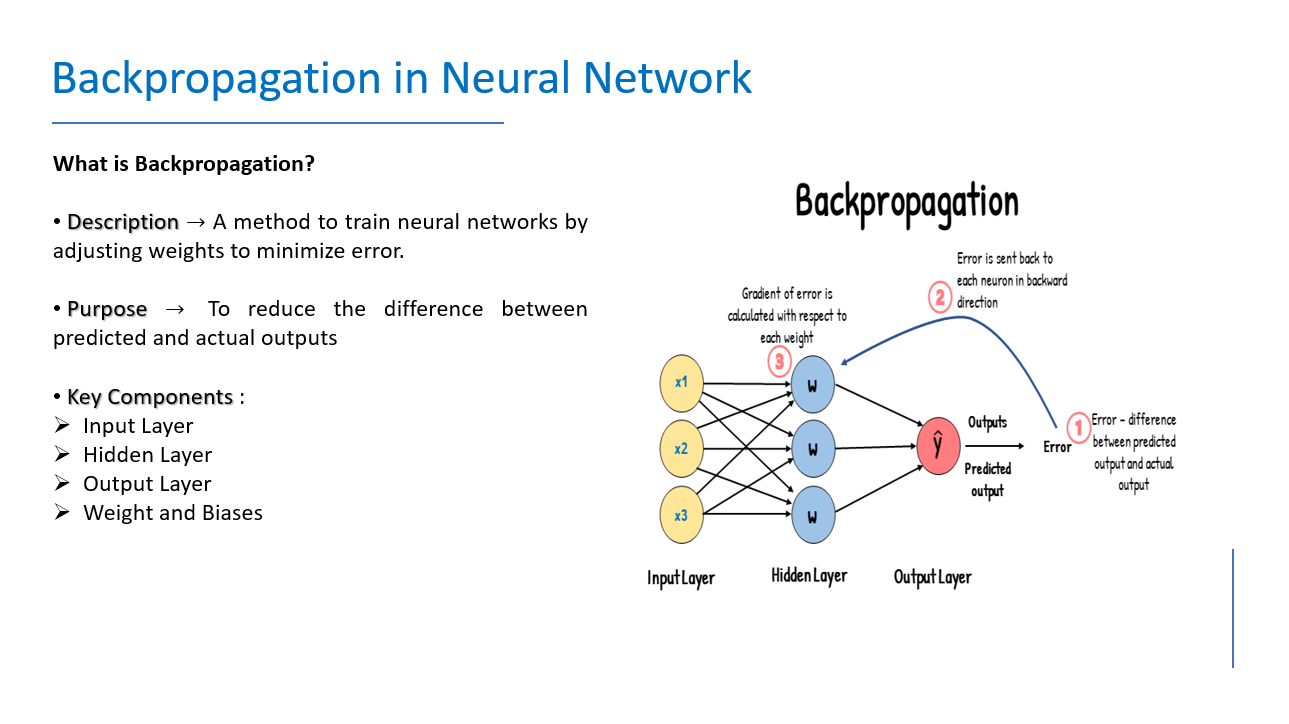 Backpropagation in Neural Network
What is Backpropagation?
• Description → A method to train neural networks by
adjusting weights to minimize error.
• Purpose → To reduce the difference between
predicted and actual outputs
• Key Components :
➢ Input Layer
➢ Hidden Layer
➢ Output Layer
➢ Weight and Biases
Backpropagation
Error is sent back to
each neuron in backward
direction
2
Gradient of error is
calculated with respect to
each weight
3
x1
x2
x3
w
w
w
ŷ
Outputs
Predicted
output
Error
1
Error - difference
between predicted
output and actual
output
Input Layer
Hidden Layer
Output Layer